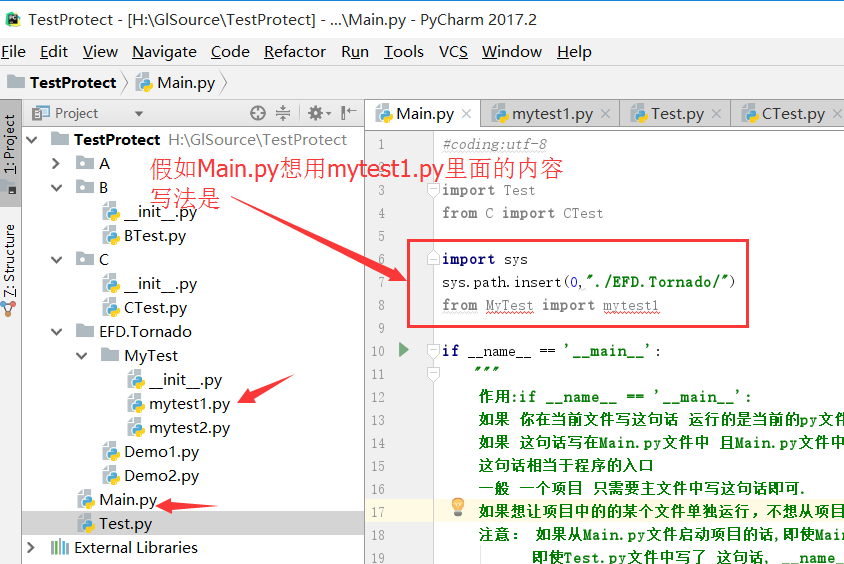 TestProtect - [H:\GISource\TestProtect] - ...\Main.py - PyCharm 2017.2
File Edit View Navigate Code Refactor Run Tools VCS Window Help
TestProtect Main.py
1: Project
7: Structure
Project
TestProtect H:\GISource\TestProtect
A
B
__init__.py
BTest.py
C
__init__.py
CTest.py
EFD.Tornado
MyTest
__init__.py
mytest1.py
mytest2.py
Demo1.py
Demo2.py
Main.py
Test.py
External Libraries
假如Main.py想用mytest1.py里面的内容
写法是
Main.py mytest1.py Test.py CTest.py
1 #coding:utf-8
2
3 import Test
4 from C import CTest
5
6 import sys
7 sys.path.insert(0,"./EFD.Tornado/")
8 from MyTest import mytest1
9
10 if __name__ == '__main__':
11 """
12 作用:if __name__ == '__main__':
13 如果 你在当前文件写这句话 运行的是当前的py文件
14 如果 这句话写在Main.py文件中 且Main.py文件中
15 这句话相当于程序的入口
16 一般 一个项目 只需要主文件中写这句话即可.
17 如果想让项目中的的某个文件单独运行，不想从项目
18 注意： 如果从Main.py文件启动项目的话,即使Mai
19 即使Test.py文件中写了 这句话, __name_